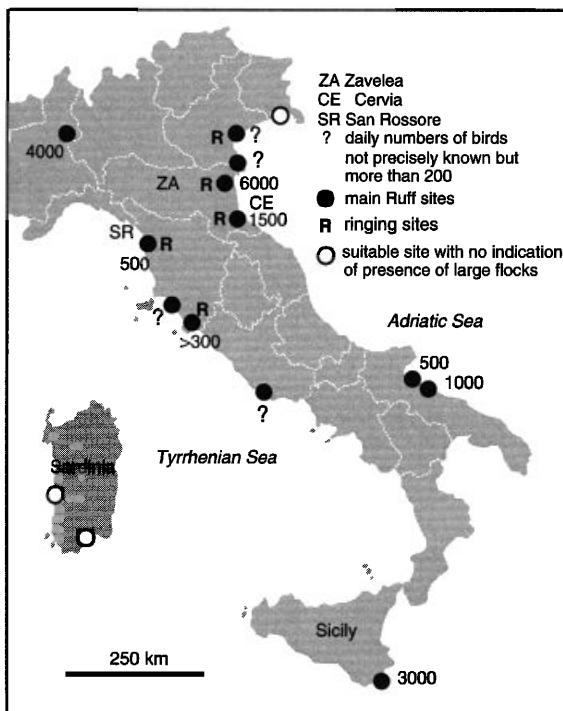 ZA Zavelea
CE Cervia
SR San Rossore
? daily numbers of birds
not precisely known but
more than 200
main Ruff sites
R ringing sites
suitable site with no indication
of presence of large flocks
4000
R ?
?
ZA R 6000
CE
R 1500
SR
R
500
R
?
>300
Adriatic Sea
500
1000
?
Tyrrhenian Sea
Sardinia
Sicily
250 km
3000